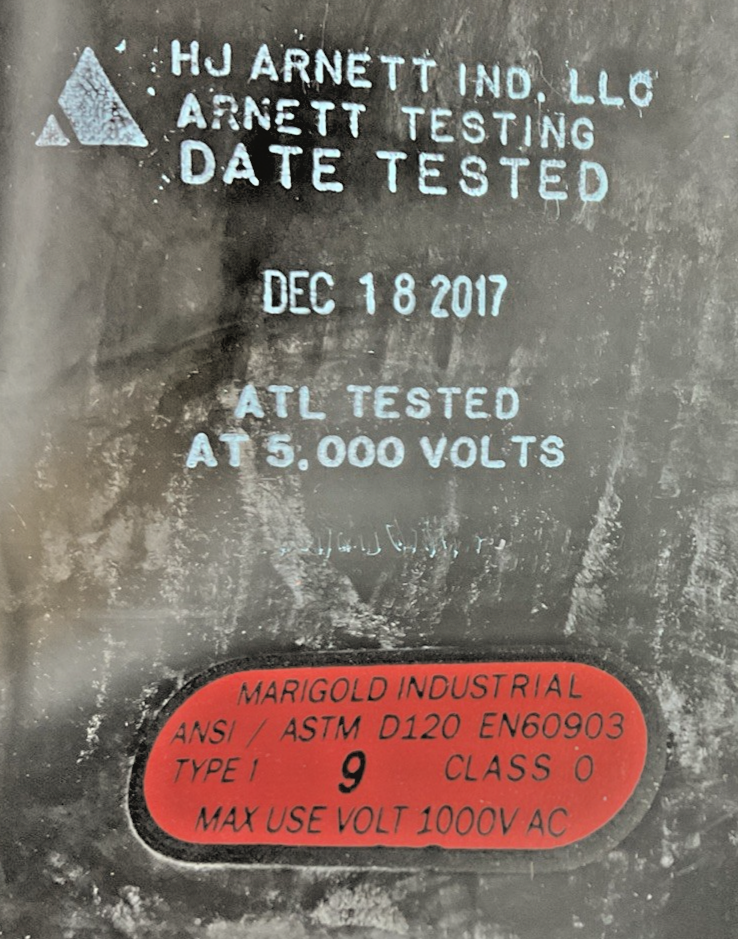 HJ ARNETT IND. LLC
ARNETT TESTING
DATE TESTED
DEC 18 2017
ATL TESTED
AT 5.000 VOLTS
MARIGOLD INDUSTRIAL
ANSI / ASTM D120 EN60903
TYPE 1 9 CLASS 0
MAX USE VOLT 1000V AC